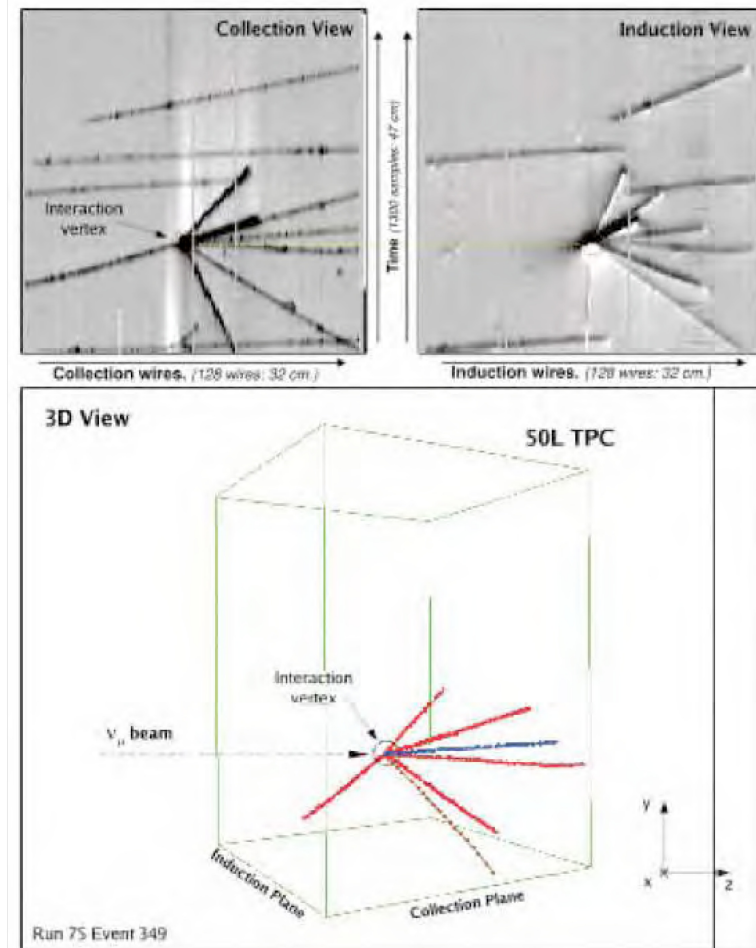 Collection View
Induction View
Interaction
vertex
Time (1300 samples: 47 cm)
Collection wires. (128 wires: 32 cm.)
Induction wires. (128 wires: 32 cm.)
3D View
50L TPC
Interaction
vertex
νμ beam
y
x
z
Induction Plane
Collection Plane
Run 75 Event 349